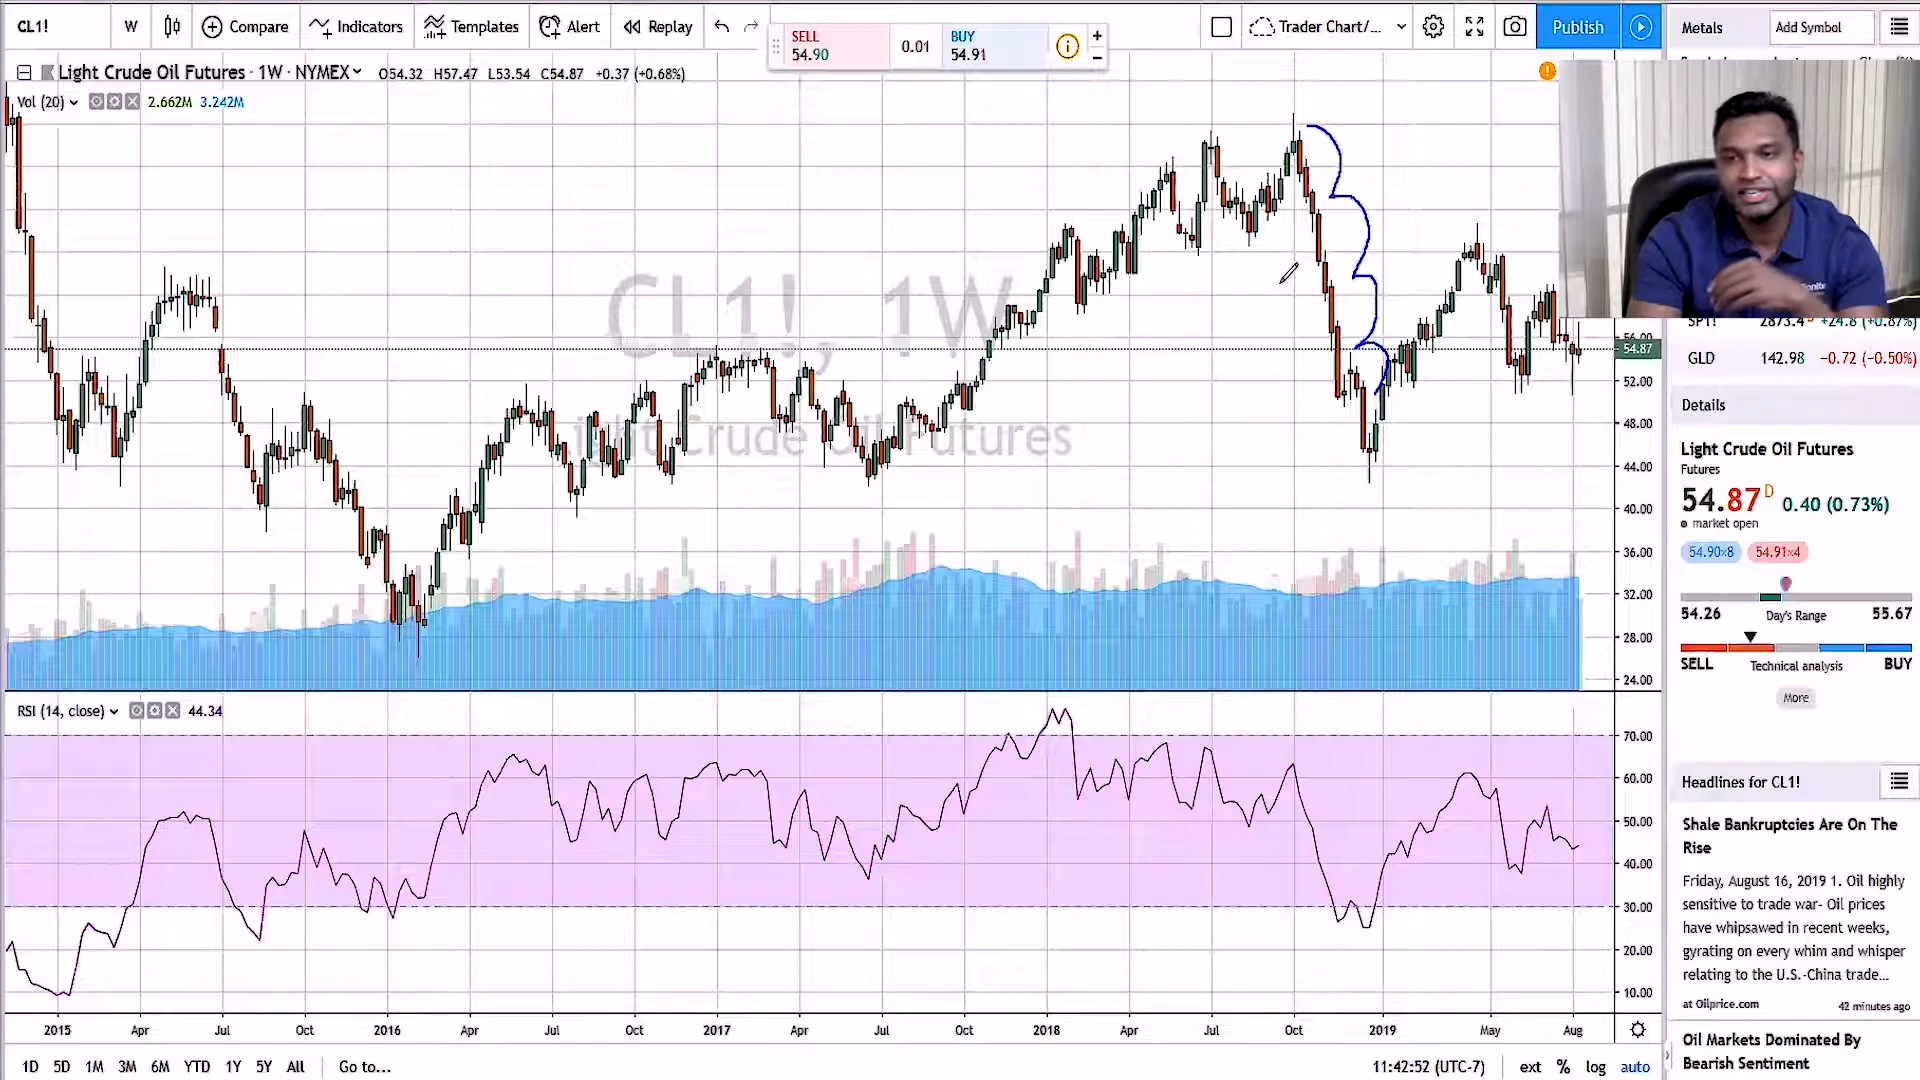 CL1! W Compare Indicators Templates Alert Replay
SELL 54.90 0.01 BUY 54.91
Trader Chart/... Publish
Metals Add Symbol
Light Crude Oil Futures · 1W · NYMEX O54.32 H57.47 L53.54 C54.87 +0.37 (+0.68%)
Vol (20) 2.662M 3.242M
CL1!, 1W
Light Crude Oil Futures
56.00
54.87
52.00
48.00
44.00
40.00
36.00
32.00
28.00
24.00
RSI (14, close) 44.34
70.00
60.00
50.00
40.00
30.00
20.00
10.00
2015 Apr Jul Oct 2016 Apr Jul Oct 2017 Apr Jul Oct 2018 Apr Jul Oct 2019 May Aug
1D 5D 1M 3M 6M YTD 1Y 5Y All Go to... 11:42:52 (UTC-7) ext % log auto
2873.4 +24.8 (+0.87%)
GLD 142.98 −0.72 (−0.50%)
Details
Light Crude Oil Futures
Futures
54.87 D 0.40 (0.73%)
market open
54.90×8 54.91×4
54.26 Day's Range 55.67
SELL Technical analysis BUY
More
Headlines for CL1!
Shale Bankruptcies Are On The
Rise
Friday, August 16, 2019 1. Oil highly
sensitive to trade war- Oil prices
have whipsawed in recent weeks,
gyrating on every whim and whisper
relating to the U.S.-China trade...
at Oilprice.com 42 minutes ago
Oil Markets Dominated By
Bearish Sentiment